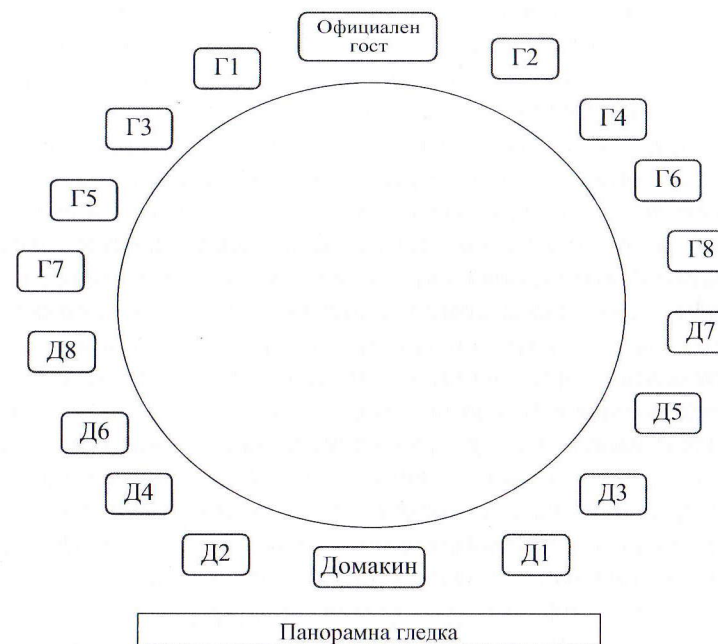 Официален
гост
Г1
Г2
Г3
Г4
Г5
Г6
Г7
Г8
Д8
Д7
Д6
Д5
Д4
Д3
Д2
Домакин
Д1
Панорамна гледка